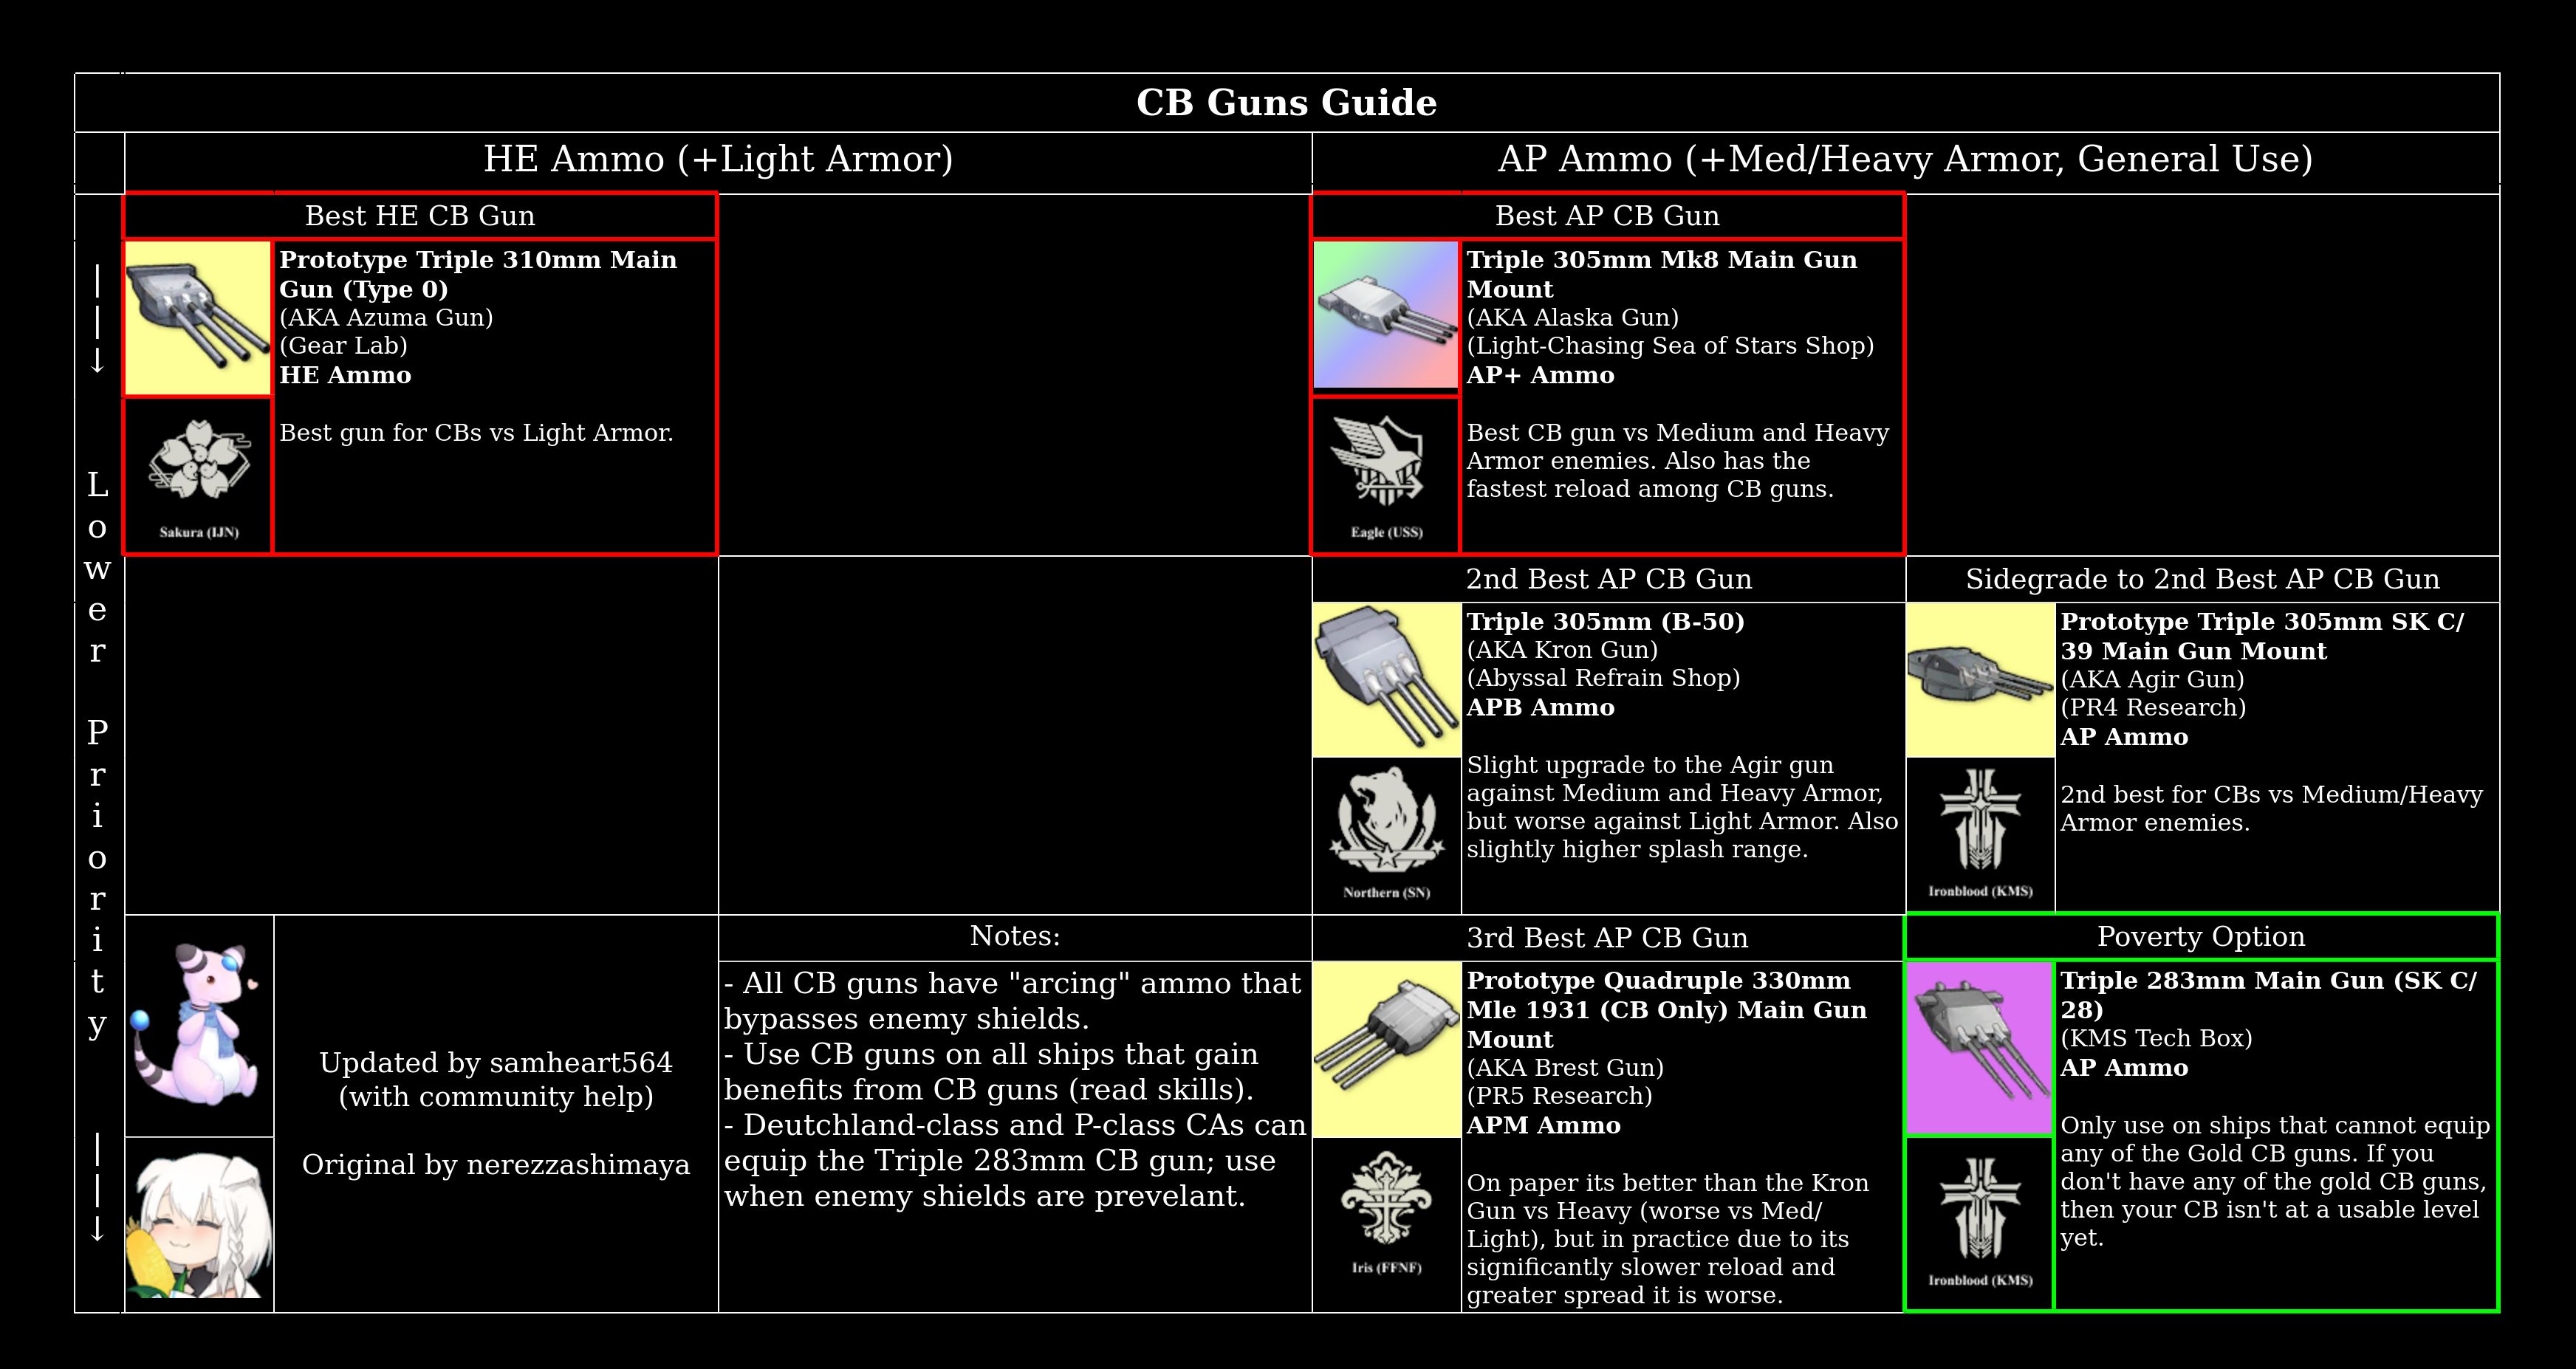 CB Guns Guide
HE Ammo (+Light Armor)
AP Ammo (+Med/Heavy Armor, General Use)
Lower Priority
Best HE CB Gun
Prototype Triple 310mm Main
Gun (Type 0)
(AKA Azuma Gun)
(Gear Lab)
HE Ammo
Best gun for CBs vs Light Armor.
Sakura (IJN)
Best AP CB Gun
Triple 305mm Mk8 Main Gun
Mount
(AKA Alaska Gun)
(Light-Chasing Sea of Stars Shop)
AP+ Ammo
Best CB gun vs Medium and Heavy
Armor enemies. Also has the
fastest reload among CB guns.
Eagle (USS)
2nd Best AP CB Gun
Triple 305mm (B-50)
(AKA Kron Gun)
(Abyssal Refrain Shop)
APB Ammo
Slight upgrade to the Agir gun
against Medium and Heavy Armor,
but worse against Light Armor. Also
slightly higher splash range.
Northern (SN)
Sidegrade to 2nd Best AP CB Gun
Prototype Triple 305mm SK C/
39 Main Gun Mount
(AKA Agir Gun)
(PR4 Research)
AP Ammo
2nd best for CBs vs Medium/Heavy
Armor enemies.
Ironblood (KMS)
Updated by samheart564
(with community help)
Original by nerezzashimaya
Notes:
- All CB guns have "arcing" ammo that
bypasses enemy shields.
- Use CB guns on all ships that gain
benefits from CB guns (read skills).
- Deutchland-class and P-class CAs can
equip the Triple 283mm CB gun; use
when enemy shields are prevelant.
3rd Best AP CB Gun
Prototype Quadruple 330mm
Mle 1931 (CB Only) Main Gun
Mount
(AKA Brest Gun)
(PR5 Research)
APM Ammo
On paper its better than the Kron
Gun vs Heavy (worse vs Med/
Light), but in practice due to its
significantly slower reload and
greater spread it is worse.
Iris (FFNF)
Poverty Option
Triple 283mm Main Gun (SK C/
28)
(KMS Tech Box)
AP Ammo
Only use on ships that cannot equip
any of the Gold CB guns. If you
don't have any of the gold CB guns,
then your CB isn't at a usable level
yet.
Ironblood (KMS)